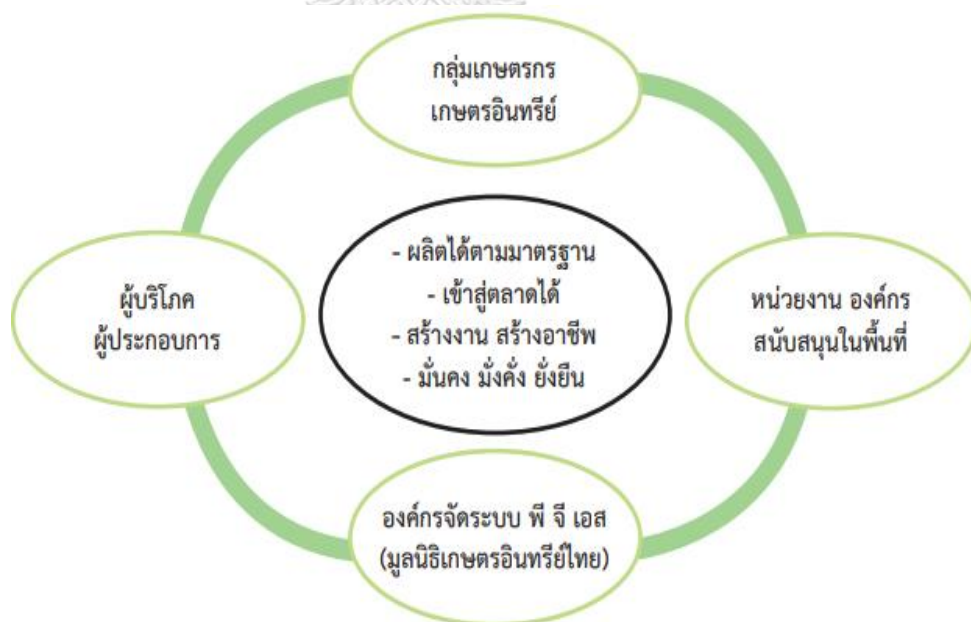 กลุ่มเกษตรกร
เกษตรอินทรีย์
- ผลิตได้ตามมาตรฐาน
- เข้าสู่ตลาดได้
- สร้างงาน สร้างอาชีพ
- มั่นคง มั่งคั่ง ยั่งยืน
ผู้บริโภค
ผู้ประกอบการ
หน่วยงาน องค์กร
สนับสนุนในพื้นที่
องค์กรจัดระบบ พี จี เอส
(มูลนิธิเกษตรอินทรีย์ไทย)